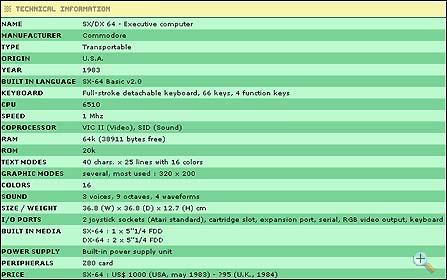 TECHNICAL INFORMATION
NAME SX/DX 64 - Executive computer
MANUFACTURER Commodore
TYPE Transportable
ORIGIN U.S.A.
YEAR 1983
BUILT IN LANGUAGE SX-64 Basic v2.0
KEYBOARD Full-stroke detachable keyboard, 66 keys, 4 function keys
CPU 6510
SPEED 1 Mhz
COPROCESSOR VIC II (Video), SID (Sound)
RAM 64k (38911 bytes free)
ROM 20k
TEXT MODES 40 chars. x 25 lines with 16 colors
GRAPHIC MODES several, most used : 320 x 200
COLORS 16
SOUND 3 voices, 9 octaves, 4 waveforms
SIZE / WEIGHT 36.8 (W) x 36.8 (D) x 12.7 (H) cm
I/O PORTS 2 joystick sockets (Atari standard), cartridge slot, expansion port, serial, RGB video output, keyboard
BUILT IN MEDIA SX-64 : 1 x 5"1/4 FDD
DX-64 : 2 x 5"1/4 FDD
POWER SUPPLY Built-in power supply unit
PERIPHERALS Z80 card
PRICE SX-64 : US$ 1000 (USA, may 1983) - ?95 (U.K., 1984)